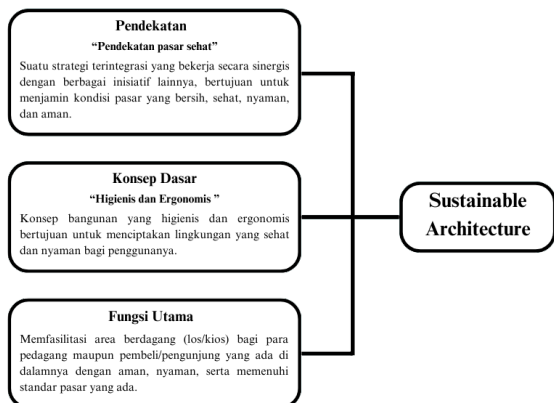 Pendekatan
“Pendekatan pasar sehat”
Suatu strategi terintegrasi yang bekerja secara sinergis
dengan berbagai inisiatif lainnya, bertujuan untuk
menjamin kondisi pasar yang bersih, sehat, nyaman,
dan aman.
Konsep Dasar
“Higienis dan Ergonomis ”
Konsep bangunan yang higienis dan ergonomis
bertujuan untuk menciptakan lingkungan yang sehat
dan nyaman bagi penggunanya.
Fungsi Utama
Memfasilitasi area berdagang (los/kios) bagi para
pedagang maupun pembeli/pengunjung yang ada di
dalamnya dengan aman, nyaman, serta memenuhi
standar pasar yang ada.
Sustainable
Architecture